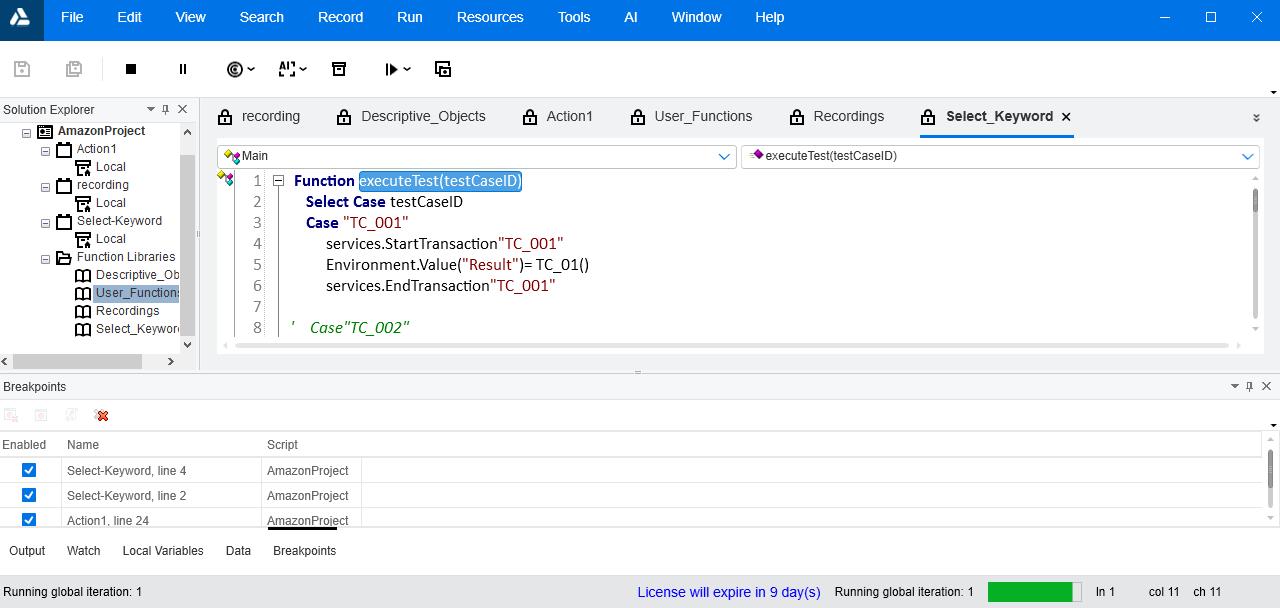 File Edit View Search Record Run Resources Tools AI Window Help
AI
Solution Explorer
AmazonProject
Action1
Local
recording
Local
Select-Keyword
Local
Function Libraries
Descriptive_Ob
User_Functions
Recordings
Select_Keyword
recording Descriptive_Objects Action1 User_Functions Recordings Select_Keyword
Main executeTest(testCaseID)
1 Function executeTest(testCaseID)
2 Select Case testCaseID
3 Case "TC_001"
4 services.StartTransaction"TC_001"
5 Environment.Value("Result")= TC_01()
6 services.EndTransaction"TC_001"
7
8 ' Case"TC_002"
Breakpoints
Enabled Name Script
Select-Keyword, line 4 AmazonProject
Select-Keyword, line 2 AmazonProject
Action1, line 24 AmazonProject
Output Watch Local Variables Data Breakpoints
Running global iteration: 1 License will expire in 9 day(s) Running global iteration: 1 ln 1 col 11 ch 11